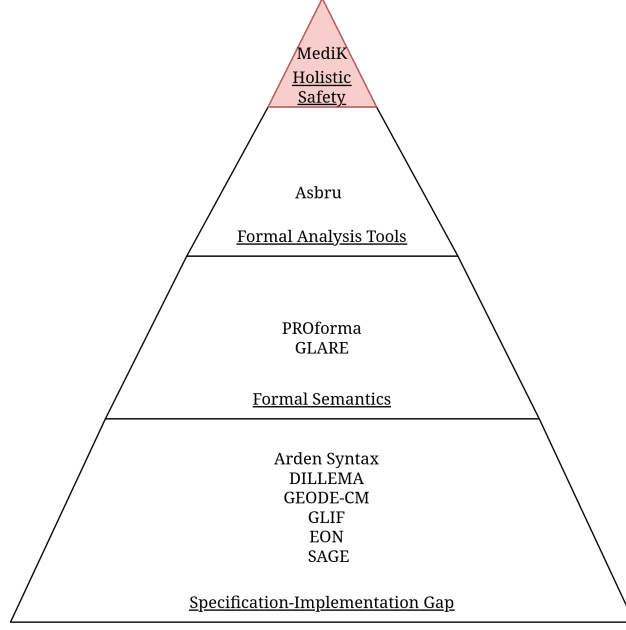 MediK
Holistic
Safety
Asbru
Formal Analysis Tools
PROforma
GLARE
Formal Semantics
Arden Syntax
DILLEMA
GEODE-CM
GLIF
EON
SAGE
Specification-Implementation Gap